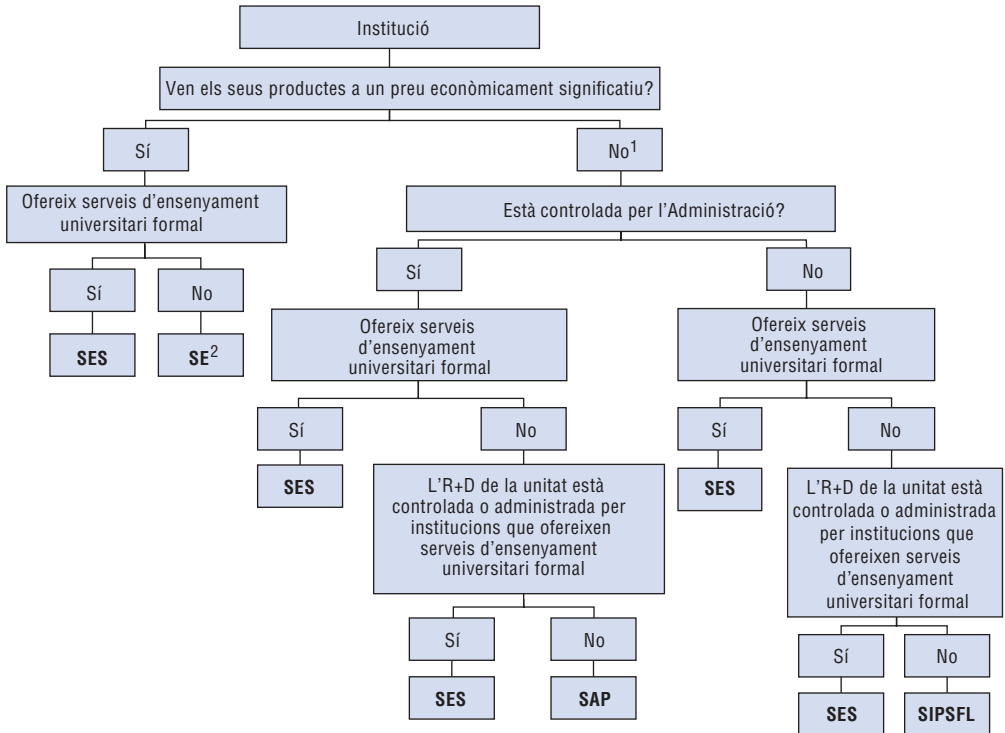 Institució
Ven els seus productes a un preu econòmicament significatiu?
Sí
No¹
Ofereix serveis d'ensenyament
universitari formal
Està controlada per l'Administració?
Sí
No
Sí
No
SES
SE²
Ofereix serveis
d'ensenyament
universitari formal
Ofereix serveis
d'ensenyament
universitari formal
Sí
No
Sí
No
SES
L'R+D de la unitat està
controlada o administrada per
institucions que ofereixen
serveis d'ensenyament
universitari formal
SES
L'R+D de la unitat està
controlada o administrada
per institucions que
ofereixen serveis
d'ensenyament
universitari formal
Sí
No
Sí
No
SES
SAP
SES
SIPSFL